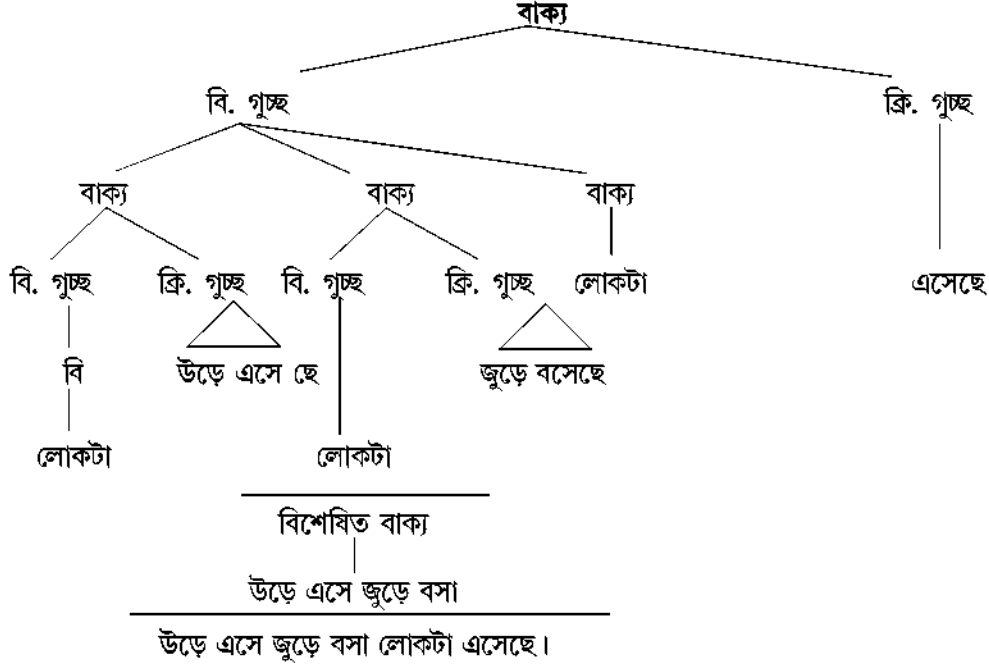 বাক্য
বি. গুচ্ছ ক্রি. গুচ্ছ
বাক্য বাক্য বাক্য
বি. গুচ্ছ ক্রি. গুচ্ছ বি. গুচ্ছ ক্রি. গুচ্ছ লোকটা এসেছে
বি উড়ে এসে ছে জুড়ে বসেছে
লোকটা লোকটা
বিশেষিত বাক্য
উড়ে এসে জুড়ে বসা
উড়ে এসে জুড়ে বসা লোকটা এসেছে।